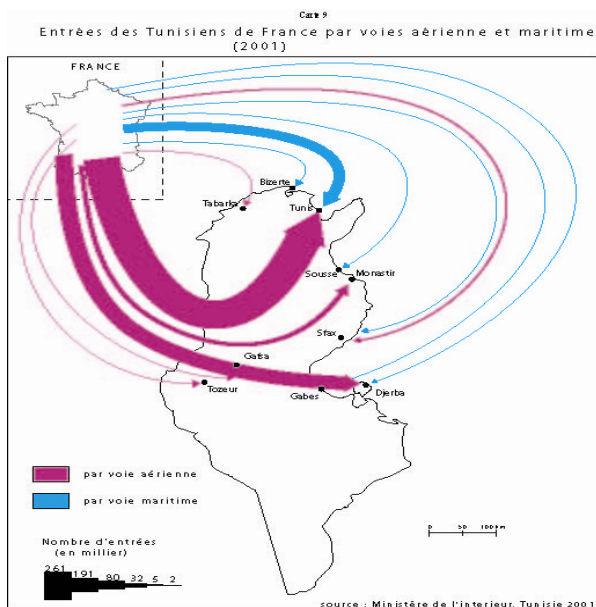 Carte 9
Entrées des Tunisiens de France par voies aérienne et maritime
(2001)
FRANCE
Bizerte
Tabarka
Tunis
Sousse
Monastir
Sfax
Gafsa
Tozeur
Gabes
Djerba
par voie aérienne
par voie maritime
0 50 100 km
Nombre d'entrées
(en millier)
261
191
80
32 5 2
source : Ministère de l'interieur, Tunisie 2001